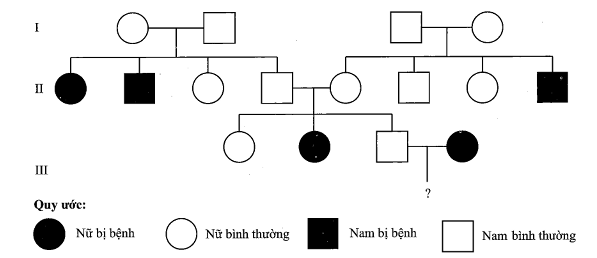 I
II
III
?
Quy ước:
Nữ bị bệnh Nữ bình thường Nam bị bệnh Nam bình thường